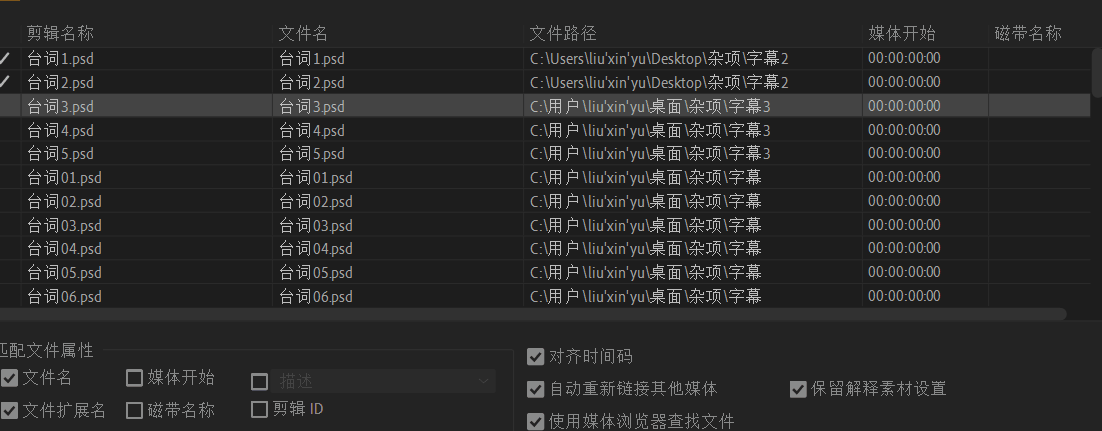 剪辑名称 文件名 文件路径 媒体开始 磁带名称
台词1.psd 台词1.psd C:\Users\liu'xin'yu\Desktop\杂项\字幕2 00:00:00:00
台词2.psd 台词2.psd C:\Users\liu'xin'yu\Desktop\杂项\字幕2 00:00:00:00
台词3.psd 台词3.psd C:\用户\liu'xin'yu\桌面\杂项\字幕3 00:00:00:00
台词4.psd 台词4.psd C:\用户\liu'xin'yu\桌面\杂项\字幕3 00:00:00:00
台词5.psd 台词5.psd C:\用户\liu'xin'yu\桌面\杂项\字幕3 00:00:00:00
台词01.psd 台词01.psd C:\用户\liu'xin'yu\桌面\杂项\字幕 00:00:00:00
台词02.psd 台词02.psd C:\用户\liu'xin'yu\桌面\杂项\字幕 00:00:00:00
台词03.psd 台词03.psd C:\用户\liu'xin'yu\桌面\杂项\字幕 00:00:00:00
台词04.psd 台词04.psd C:\用户\liu'xin'yu\桌面\杂项\字幕 00:00:00:00
台词05.psd 台词05.psd C:\用户\liu'xin'yu\桌面\杂项\字幕 00:00:00:00
台词06.psd 台词06.psd C:\用户\liu'xin'yu\桌面\杂项\字幕 00:00:00:00
匹配文件属性
文件名 媒体开始 描述
文件扩展名 磁带名称 剪辑 ID
对齐时间码
自动重新链接其他媒体 保留解释素材设置
使用媒体浏览器查找文件